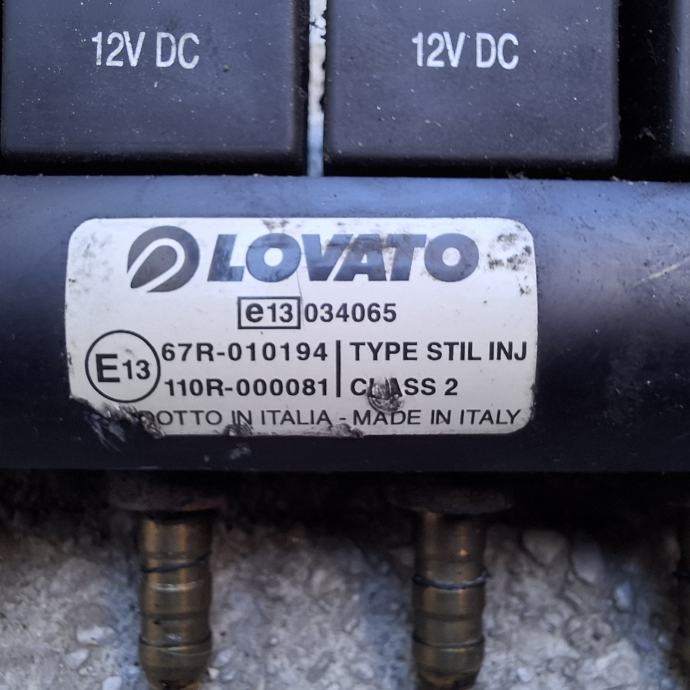 12V DC
12V DC
LOVATO
e13 034065
E13
67R-010194 TYPE STIL INJ
110R-000081 CLASS 2
IN ITALIA - MADE IN ITALY